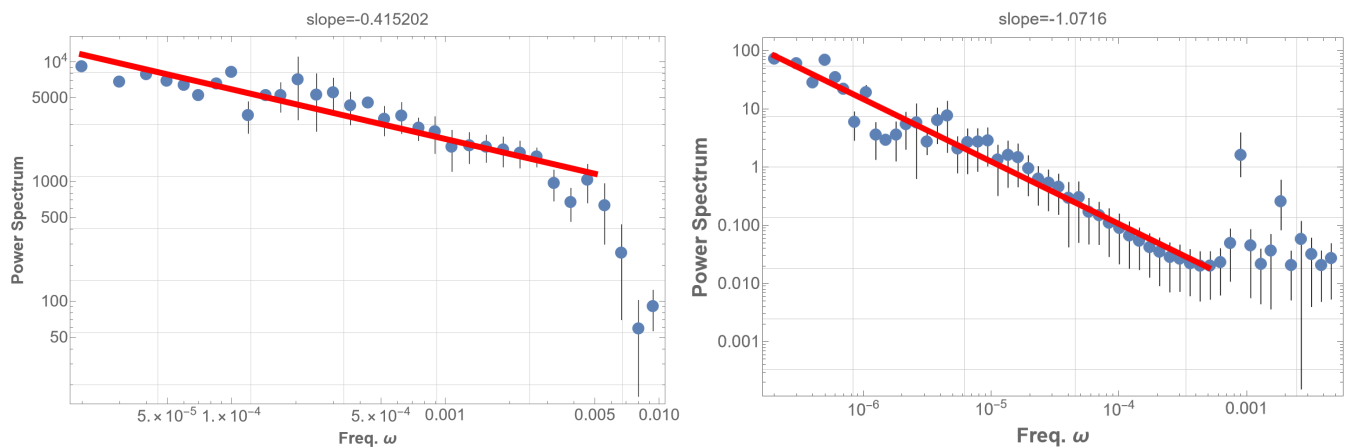 slope=-0.415202
10⁴
5000
1000
500
100
50
Power Spectrum
5.×10⁻⁵ 1.×10⁻⁴ 5.×10⁻⁴ 0.001 0.005 0.010
Freq. ω
slope=-1.0716
100
10
1
0.100
0.010
0.001
Power Spectrum
10⁻⁶ 10⁻⁵ 10⁻⁴ 0.001
Freq. ω